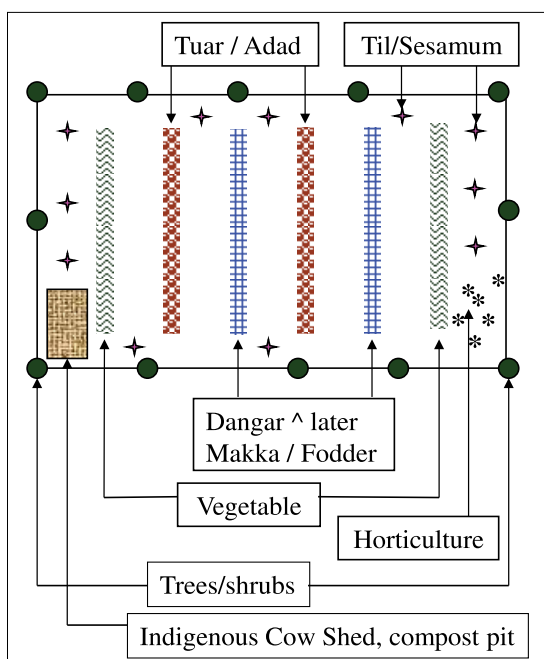 Tuar / Adad
Til/Sesamum
Dangar ^ later
Makka / Fodder
Vegetable
Horticulture
Trees/shrubs
Indigenous Cow Shed, compost pit